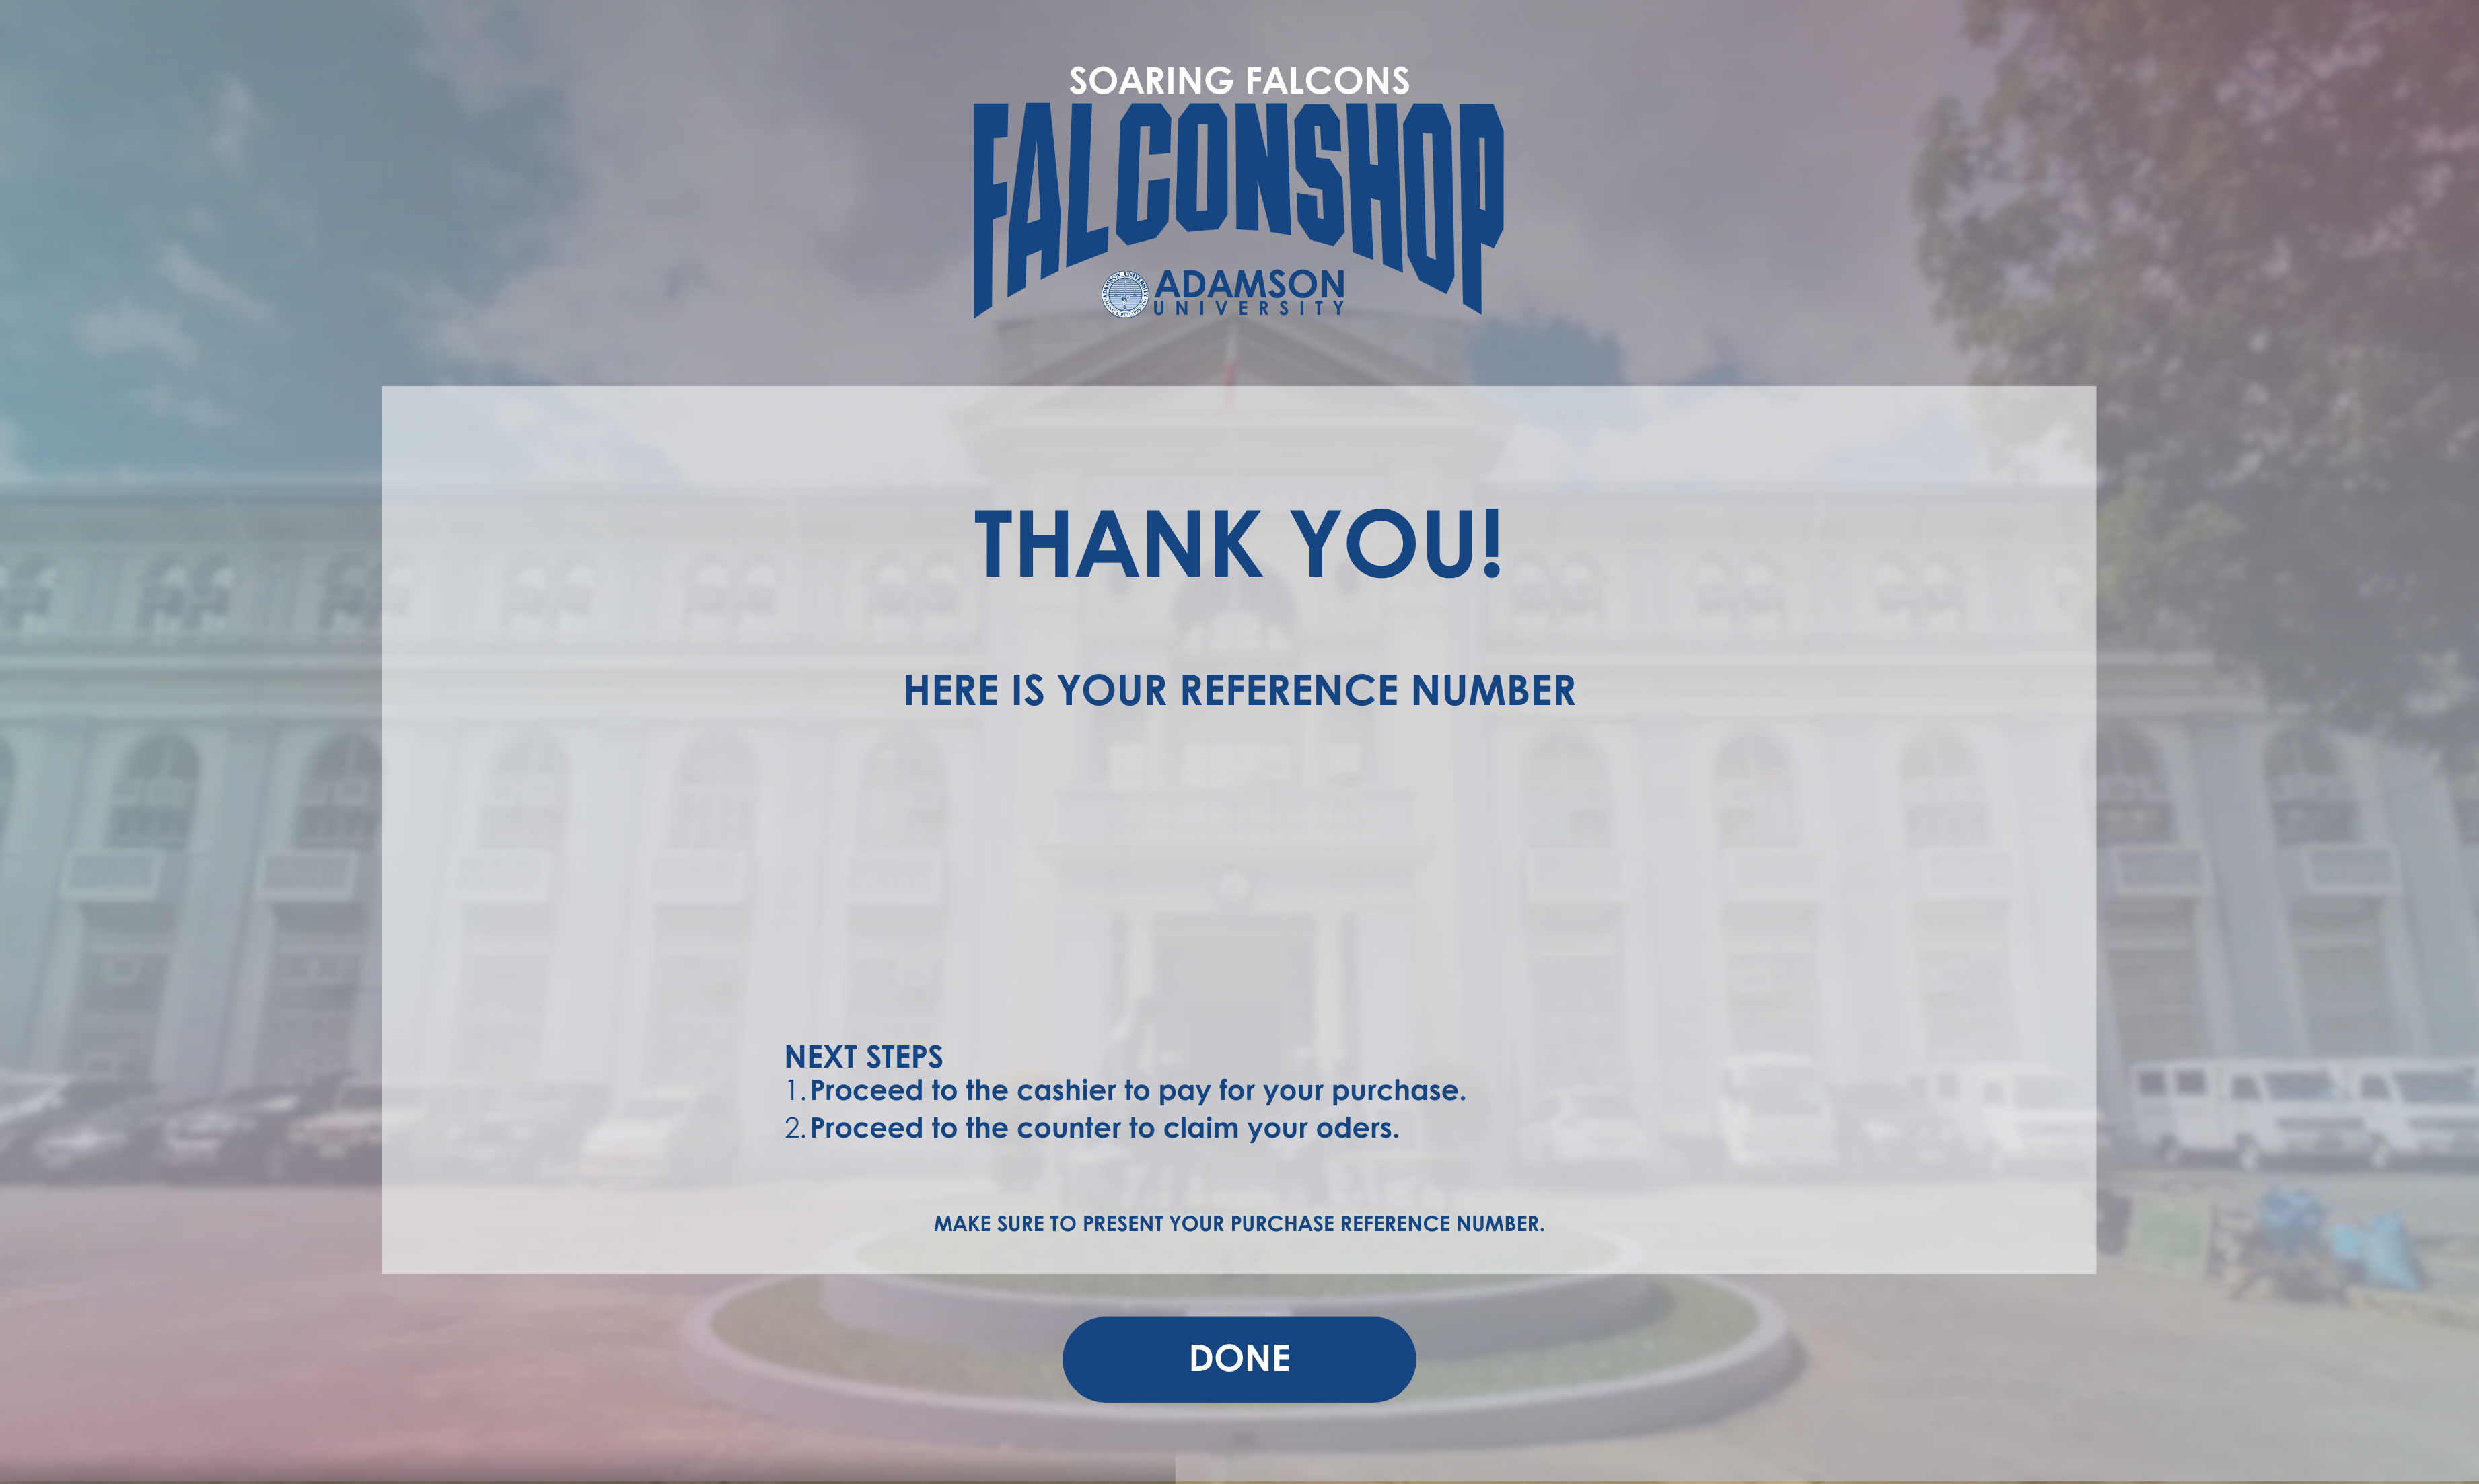 SOARING FALCONS
FALCONSHOP
ADAMSON
UNIVERSITY
THANK YOU!
HERE IS YOUR REFERENCE NUMBER
NEXT STEPS
1. Proceed to the cashier to pay for your purchase.
2. Proceed to the counter to claim your oders.
MAKE SURE TO PRESENT YOUR PURCHASE REFERENCE NUMBER.
DONE